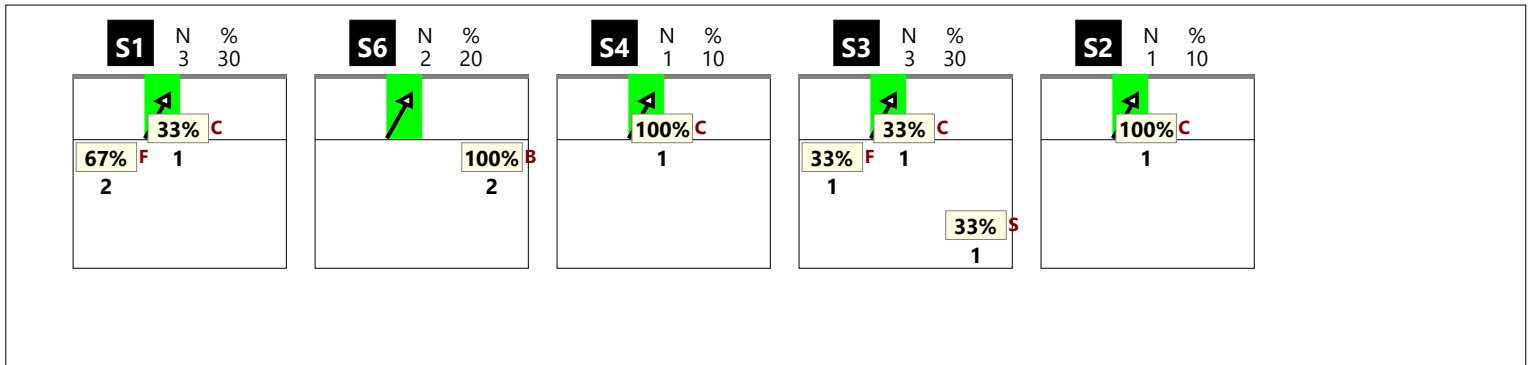 S1 N % 3 30
33% C
67% F 1
2
S6 N % 2 20
100% B
2
S4 N % 1 10
100% C
1
S3 N % 3 30
33% C
33% F 1
1
33% S
1
S2 N % 1 10
100% C
1